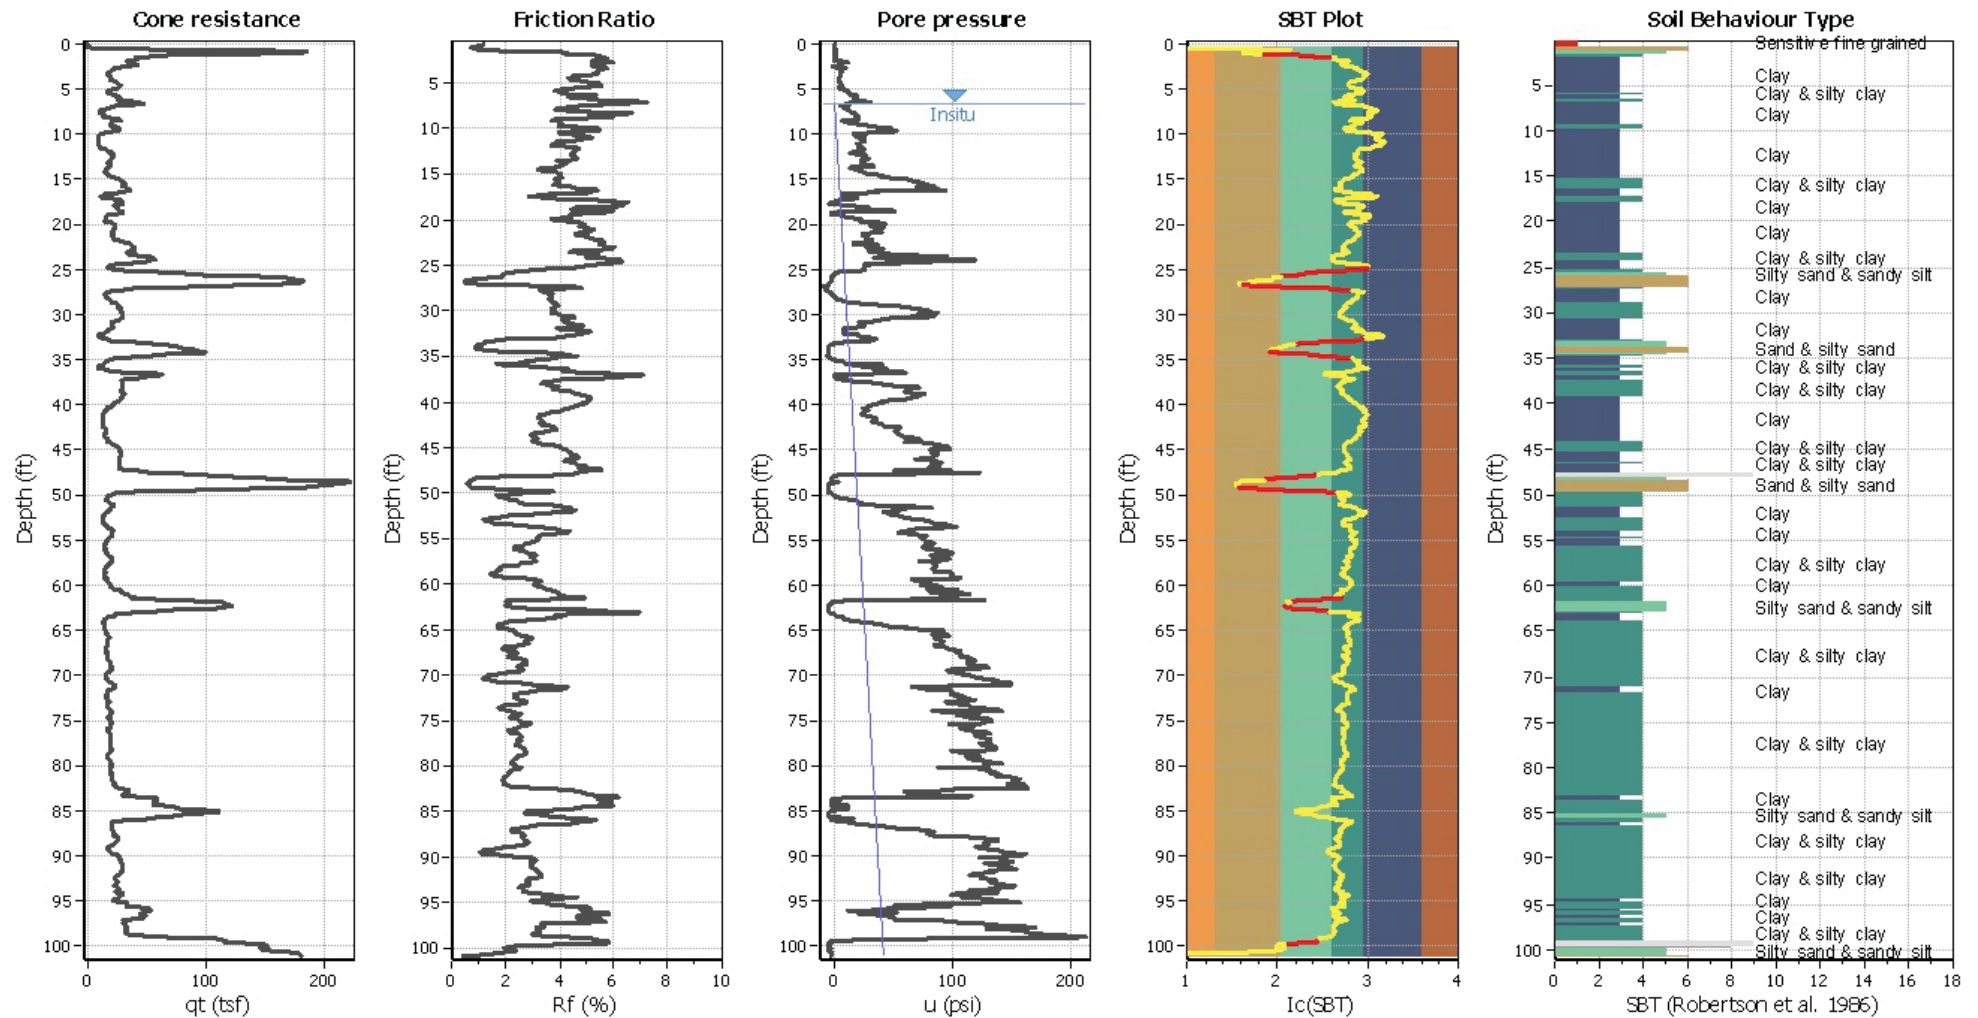 Cone resistance
0
5
10
15
20
25
30
35
40
45
50
55
60
65
70
75
80
85
90
95
100
Depth (ft)
0 100 200
qt (tsf)
Friction Ratio
0
5
10
15
20
25
30
35
40
45
50
55
60
65
70
75
80
85
90
95
100
Depth (ft)
0 2 4 6 8 10
Rf (%)
Pore pressure
0
5
10
15
20
25
30
35
40
45
50
55
60
65
70
75
80
85
90
95
100
Depth (ft)
Insitu
0 100 200
u (psi)
SBT Plot
0
5
10
15
20
25
30
35
40
45
50
55
60
65
70
75
80
85
90
95
100
Depth (ft)
1 2 3 4
Ic(SBT)
Soil Behaviour Type
0
5
10
15
20
25
30
35
40
45
50
55
60
65
70
75
80
85
90
95
100
Depth (ft)
Sensitive fine grained
Clay
Clay & silty clay
Clay
Clay
Clay & silty clay
Clay
Clay
Clay & silty clay
Silty sand & sandy silt
Clay
Clay
Sand & silty sand
Clay & silty clay
Clay & silty clay
Clay
Clay & silty clay
Clay & silty clay
Sand & silty sand
Clay
Clay
Clay & silty clay
Clay
Silty sand & sandy silt
Clay & silty clay
Clay
Clay & silty clay
Clay
Silty sand & sandy silt
Clay & silty clay
Clay & silty clay
Clay
Clay
Clay & silty clay
Silty sand & sandy silt
0 2 4 6 8 10 12 14 16 18
SBT (Robertson et al. 1986)